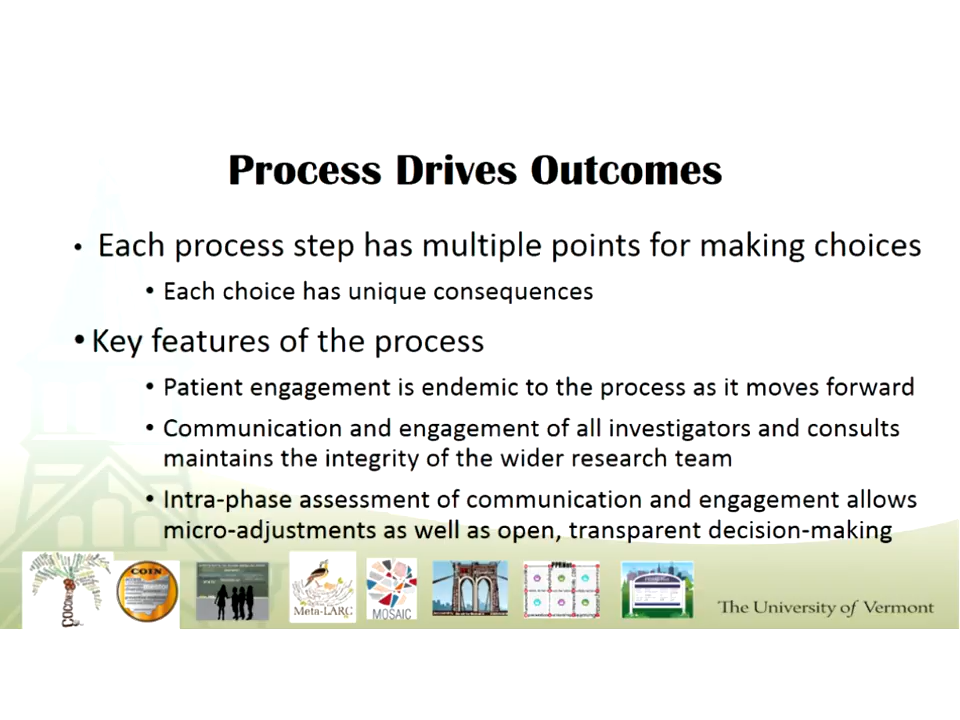 Process Drives Outcomes
• Each process step has multiple points for making choices
• Each choice has unique consequences
• Key features of the process
• Patient engagement is endemic to the process as it moves forward
• Communication and engagement of all investigators and consults
maintains the integrity of the wider research team
• Intra-phase assessment of communication and engagement allows
micro-adjustments as well as open, transparent decision-making
COCONet
COIN
Meta-LARC
MOSAIC
PPRNet
The University of Vermont